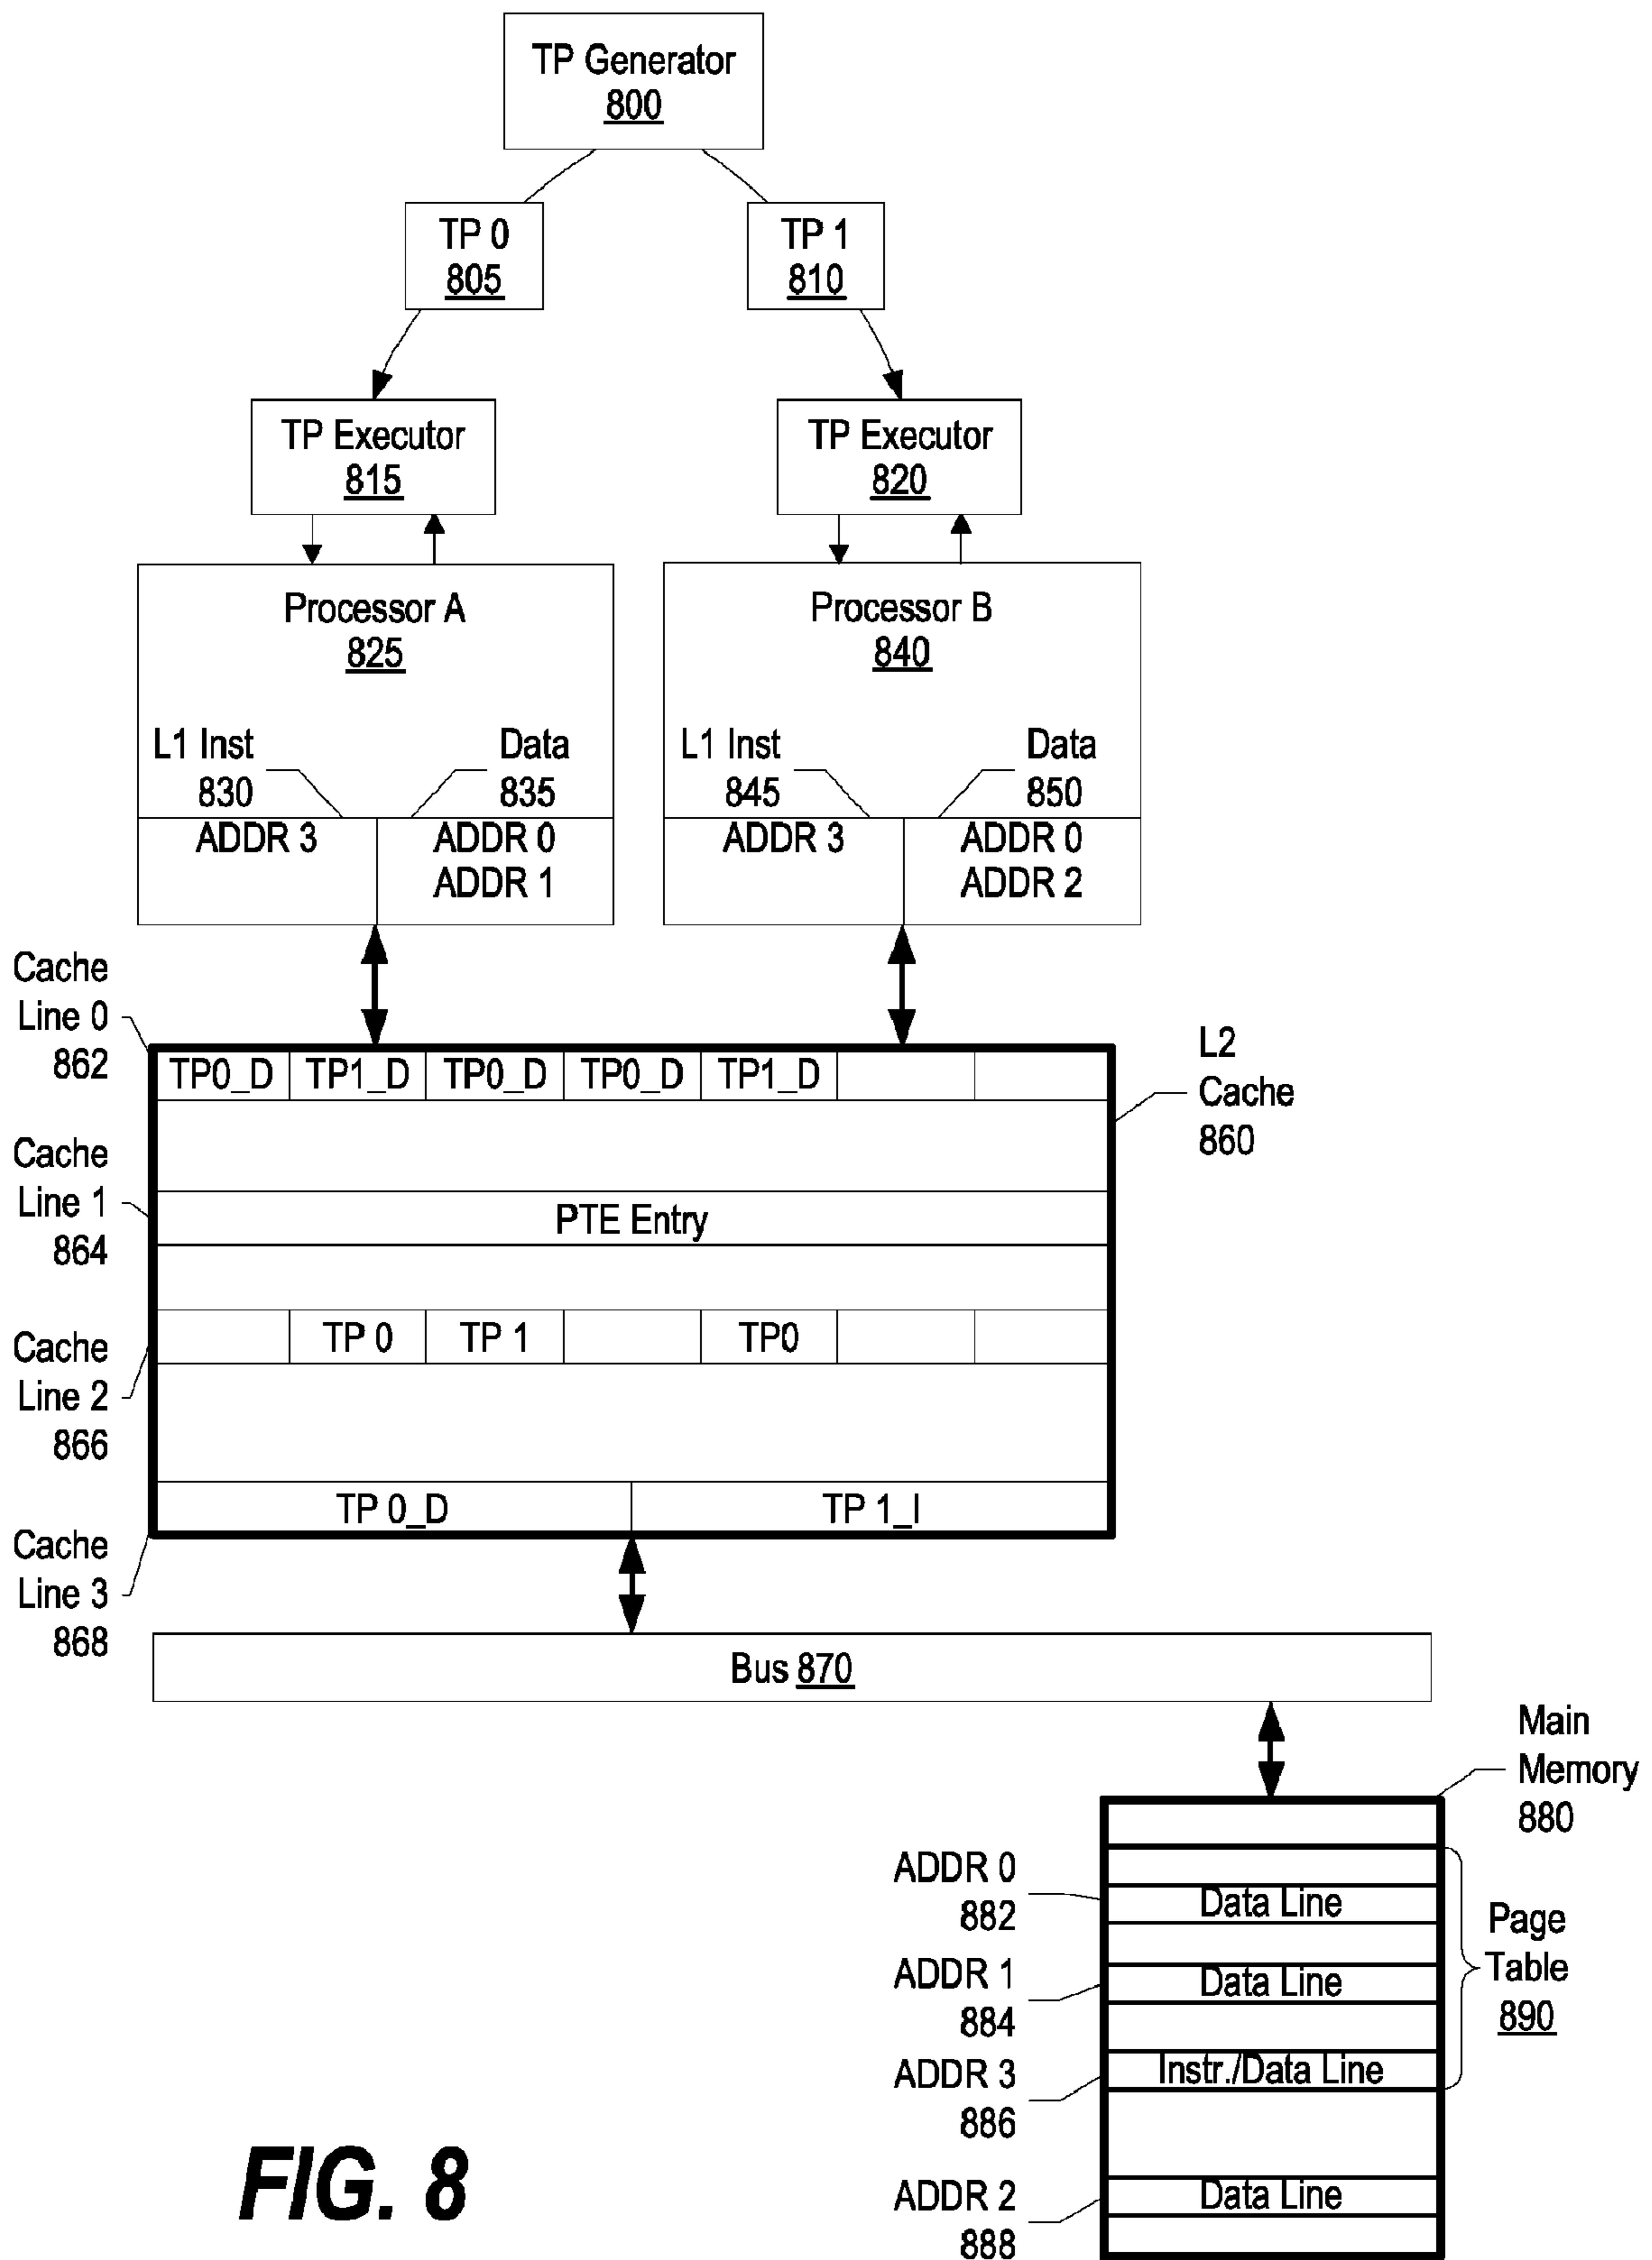 TP Generator
800
TP 0
805
TP 1
810
TP Executor
815
TP Executor
820
Processor A
825
Processor B
840
L1 Inst
830
Data
835
L1 Inst
845
Data
850
ADDR 3
ADDR 0
ADDR 1
ADDR 3
ADDR 0
ADDR 2
Cache
Line 0
862
TP0_D TP1_D TP0_D TP0_D TP1_D
L2
Cache
860
Cache
Line 1
864
PTE Entry
Cache
Line 2
866
TP 0 TP 1 TP0
TP 0_D TP 1_I
Cache
Line 3
868
Bus 870
Main
Memory
880
ADDR 0
882
Data Line
ADDR 1
884
Data Line
Page
Table
890
ADDR 3
886
Instr./Data Line
ADDR 2
888
Data Line
FIG. 8